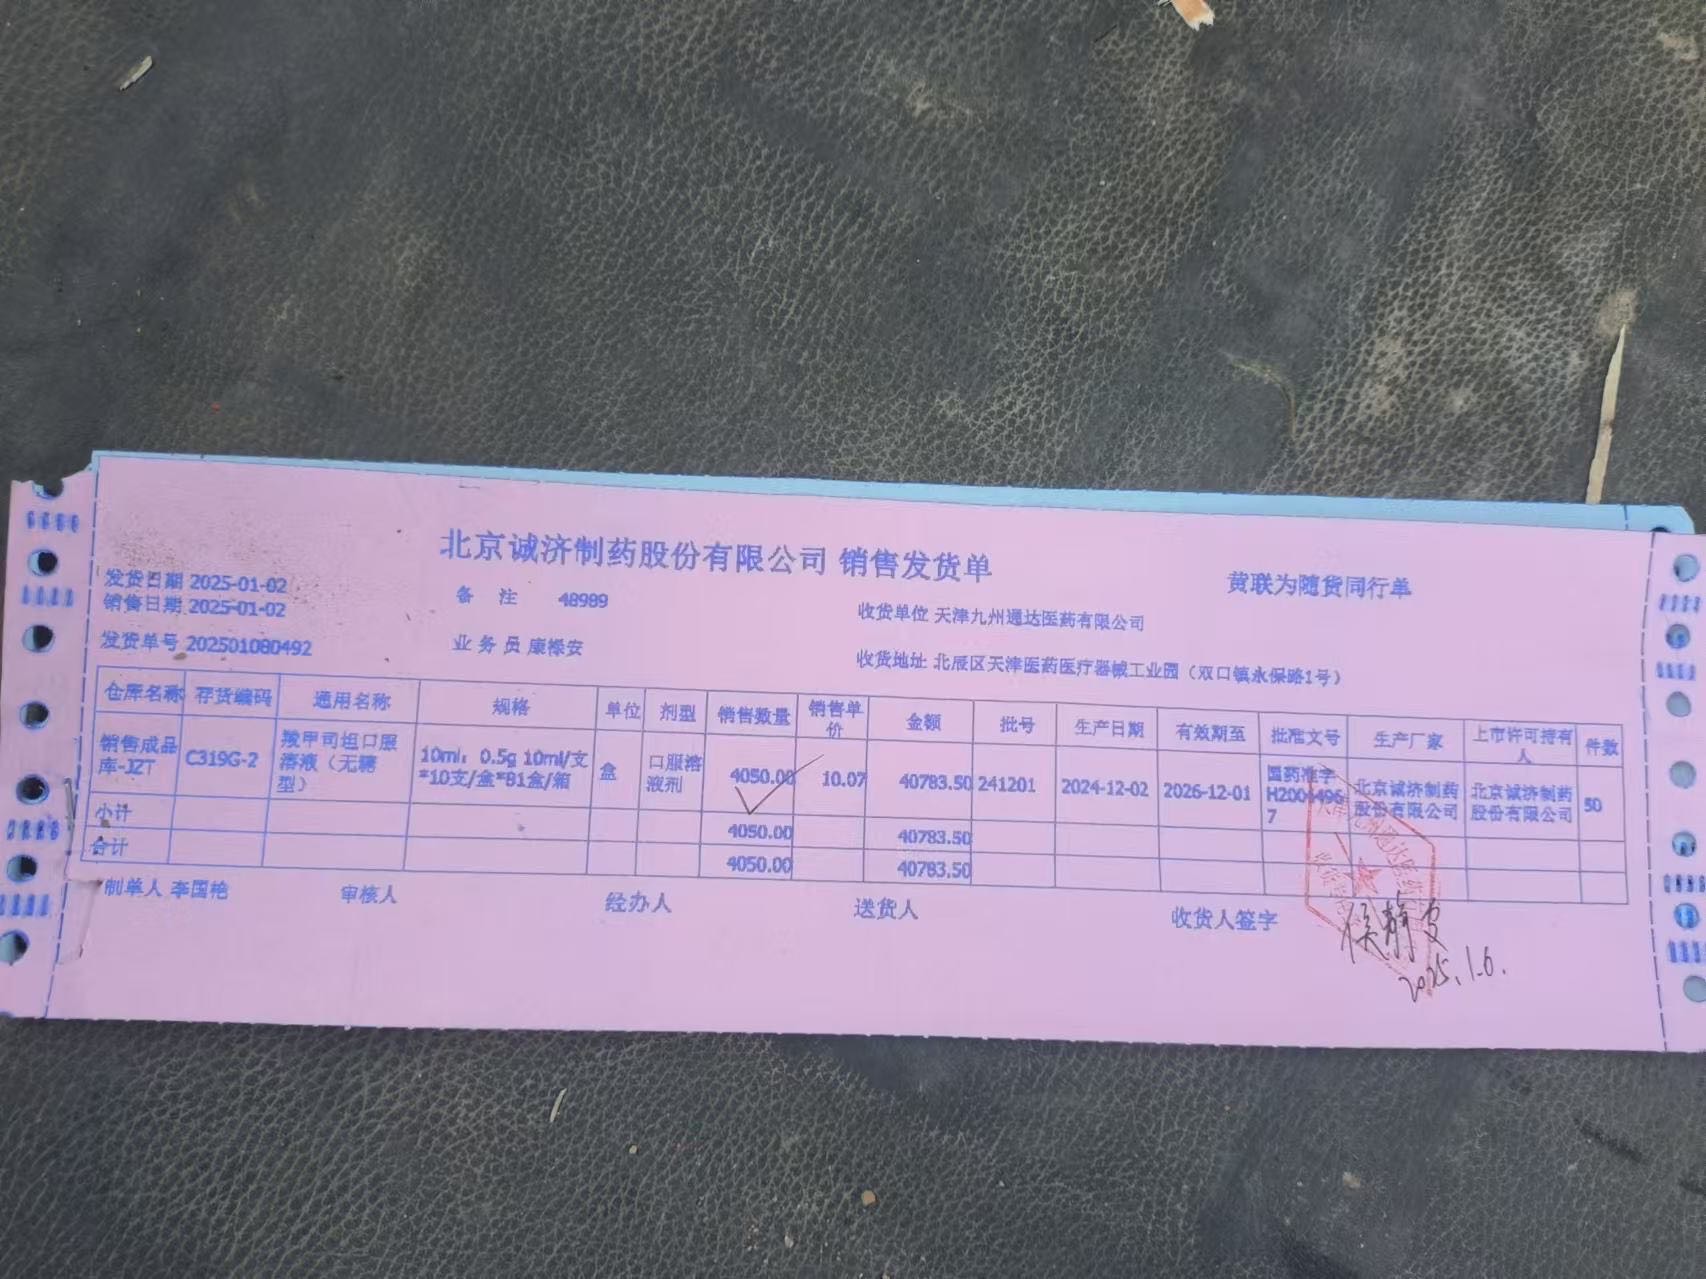 北京诚济制药股份有限公司 销售发货单
黄联为随货同行单
发货日期 2025-01-02
销售日期 2025-01-02
备 注 48989
收货单位 天津九州通达医药有限公司
发货单号 202501080492
业务员 康
收货地址 北辰区天津医药医疗器械工业园（双口镇永保路1号）
仓库名称 存货编码 通用名称 规格 单位 剂型 销售数量 销售单价 金额 批号 生产日期 有效期至 批准文号 生产厂家 上市许可持有人 件数
销售成品库-JZT C319G-2 羧甲司坦口服溶液（无糖型） 10ml：0.5g 10ml/支*10支/盒*81盒/箱 盒 口服溶液剂 4050.00 10.07 40783.50 241201 2024-12-02 2026-12-01 国药准字 北京诚济制药股份有限公司 北京诚济制药股份有限公司 50
小计 4050.00 40783.50
合计 4050.00 40783.50
制单人 李国艳 审核人 经办人 送货人 收货人签字
2025.1.6.